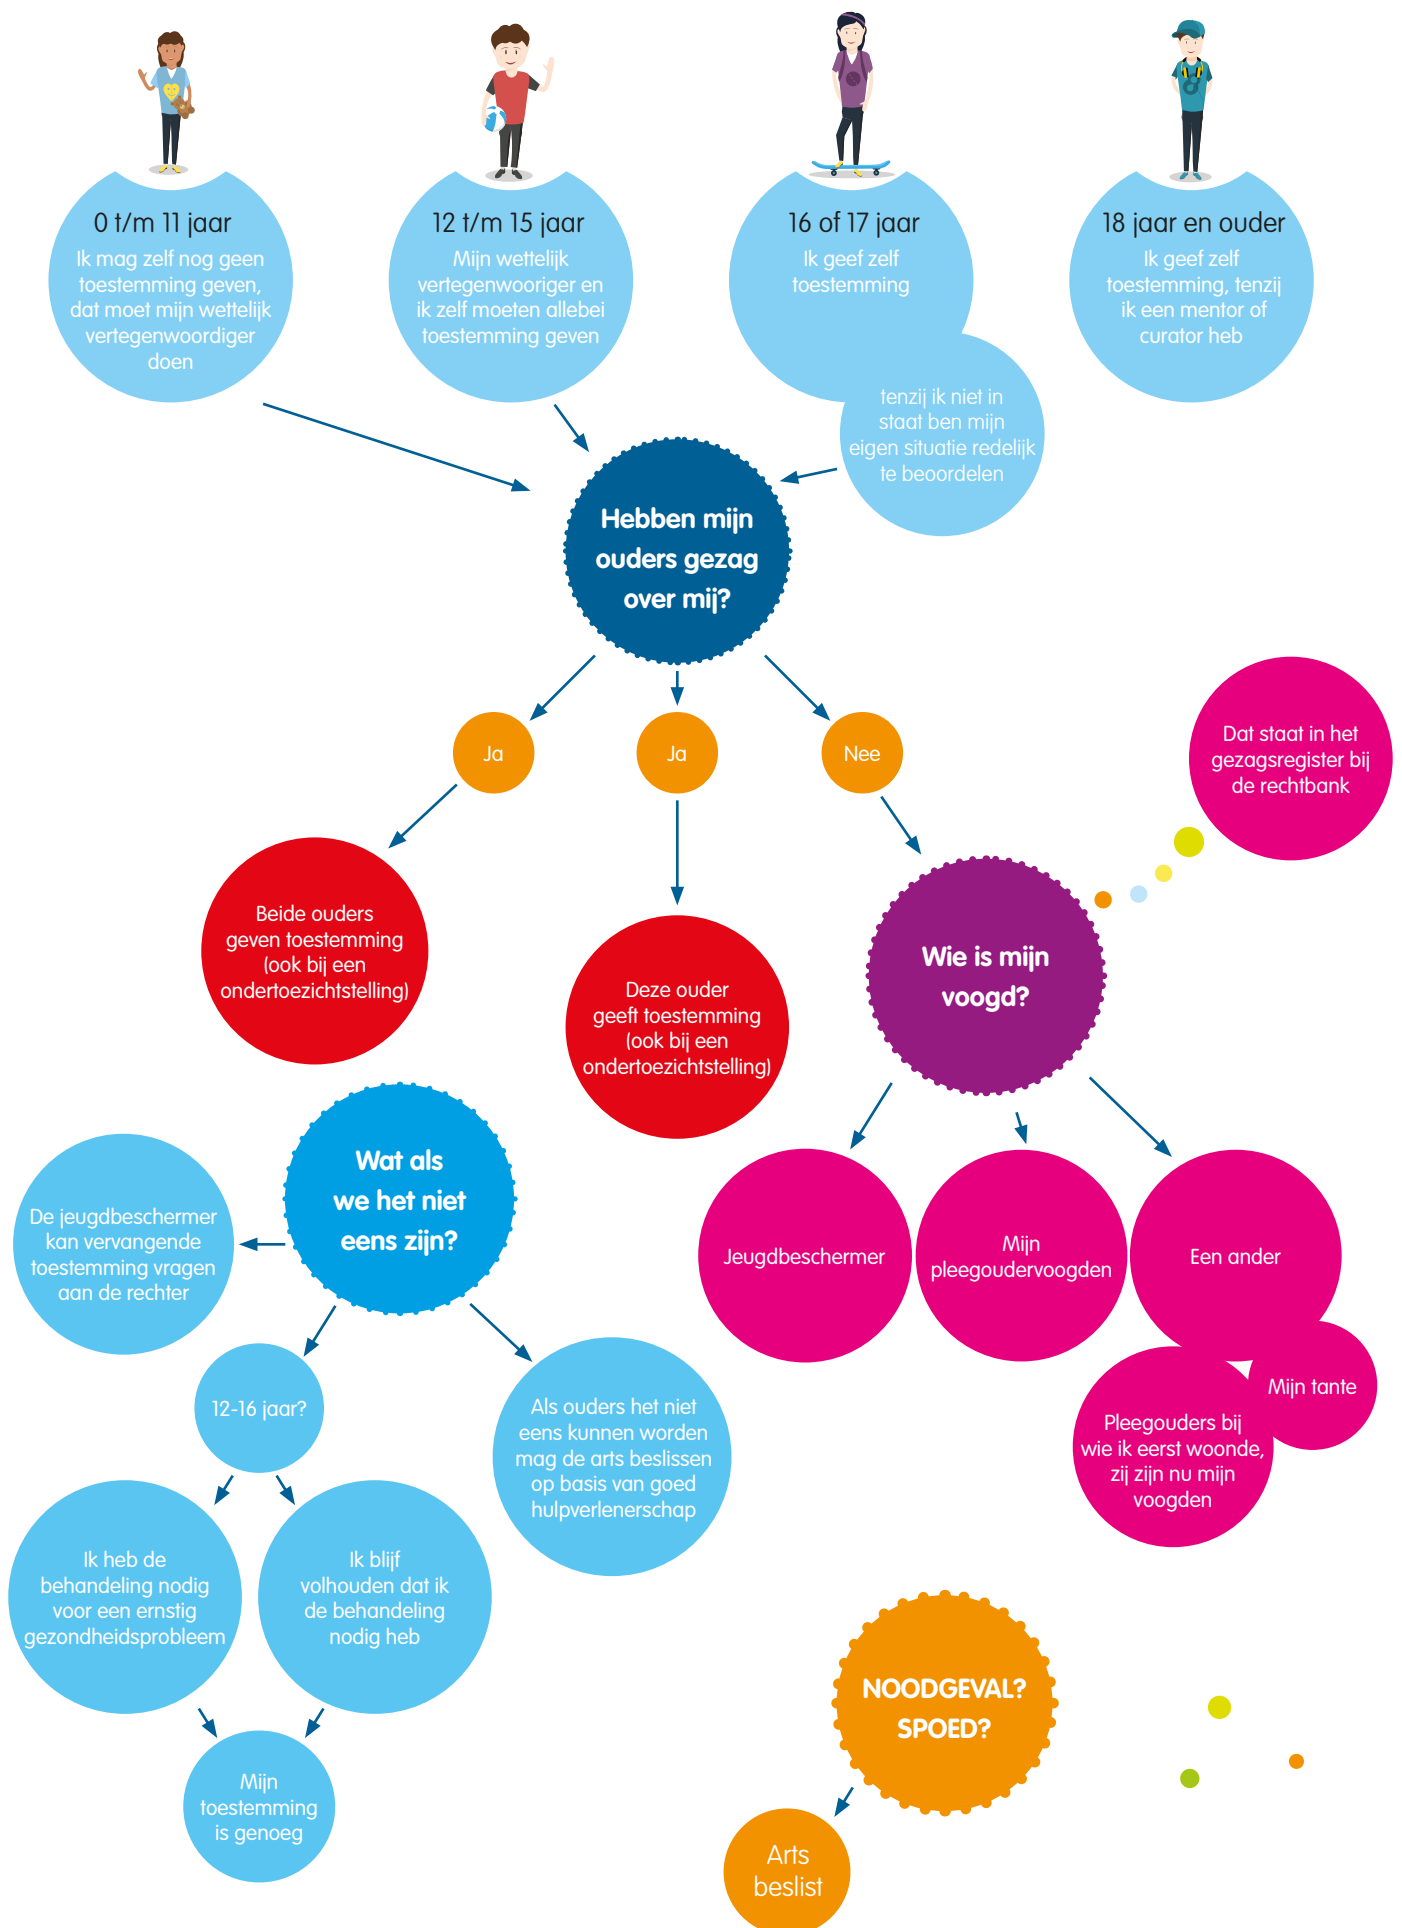 0 t/m 11 jaar
Ik mag zelf nog geen
toestemming geven,
dat moet mijn wettelijk
vertegenwoordiger
doen
12 t/m 15 jaar
Mijn wettelijk
vertegenwooriger en
ik zelf moeten allebei
toestemming geven
16 of 17 jaar
Ik geef zelf
toestemming
tenzij ik niet in
staat ben mijn
eigen situatie redelijk
te beoordelen
18 jaar en ouder
Ik geef zelf
toestemming, tenzij
ik een mentor of
curator heb
Hebben mijn
ouders gezag
over mij?
Ja
Ja
Nee
Dat staat in het
gezagsregister bij
de rechtbank
Beide ouders
geven toestemming
(ook bij een
ondertoezichtstelling)
Deze ouder
geeft toestemming
(ook bij een
ondertoezichtstelling)
Wie is mijn
voogd?
Jeugdbeschermer
Mijn
pleegoudervoogden
Een ander
Mijn tante
Pleegouders bij
wie ik eerst woonde,
zij zijn nu mijn
voogden
Wat als
we het niet
eens zijn?
De jeugdbeschermer
kan vervangende
toestemming vragen
aan de rechter
12-16 jaar?
Als ouders het niet
eens kunnen worden
mag de arts beslissen
op basis van goed
hulpverlenerschap
Ik heb de
behandeling nodig
voor een ernstig
gezondheidsprobleem
Ik blijf
volhouden dat ik
de behandeling
nodig heb
Mijn
toestemming
is genoeg
NOODGEVAL?
SPOED?
Arts
beslist